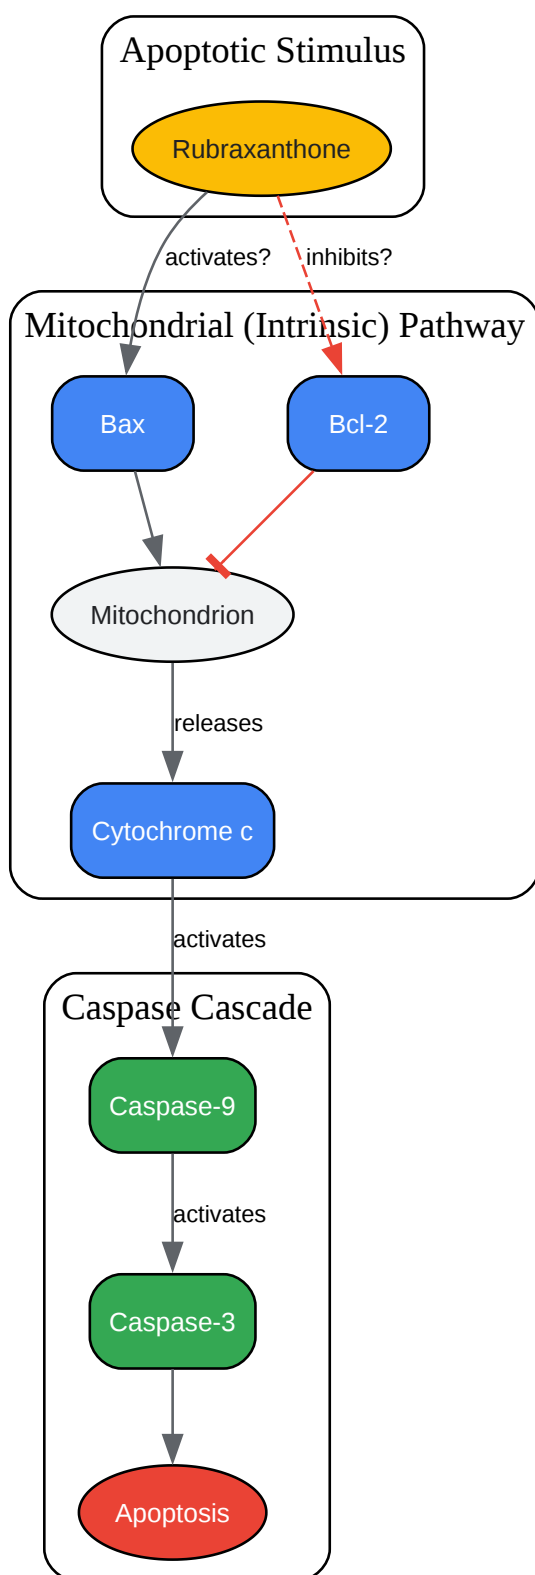 Apoptotic Stimulus
Rubraxanthone
activates?
inhibits?
Mitochondrial (Intrinsic) Pathway
Bax
Bcl-2
Mitochondrion
releases
Cytochrome c
activates
Caspase Cascade
Caspase-9
activates
Caspase-3
Apoptosis